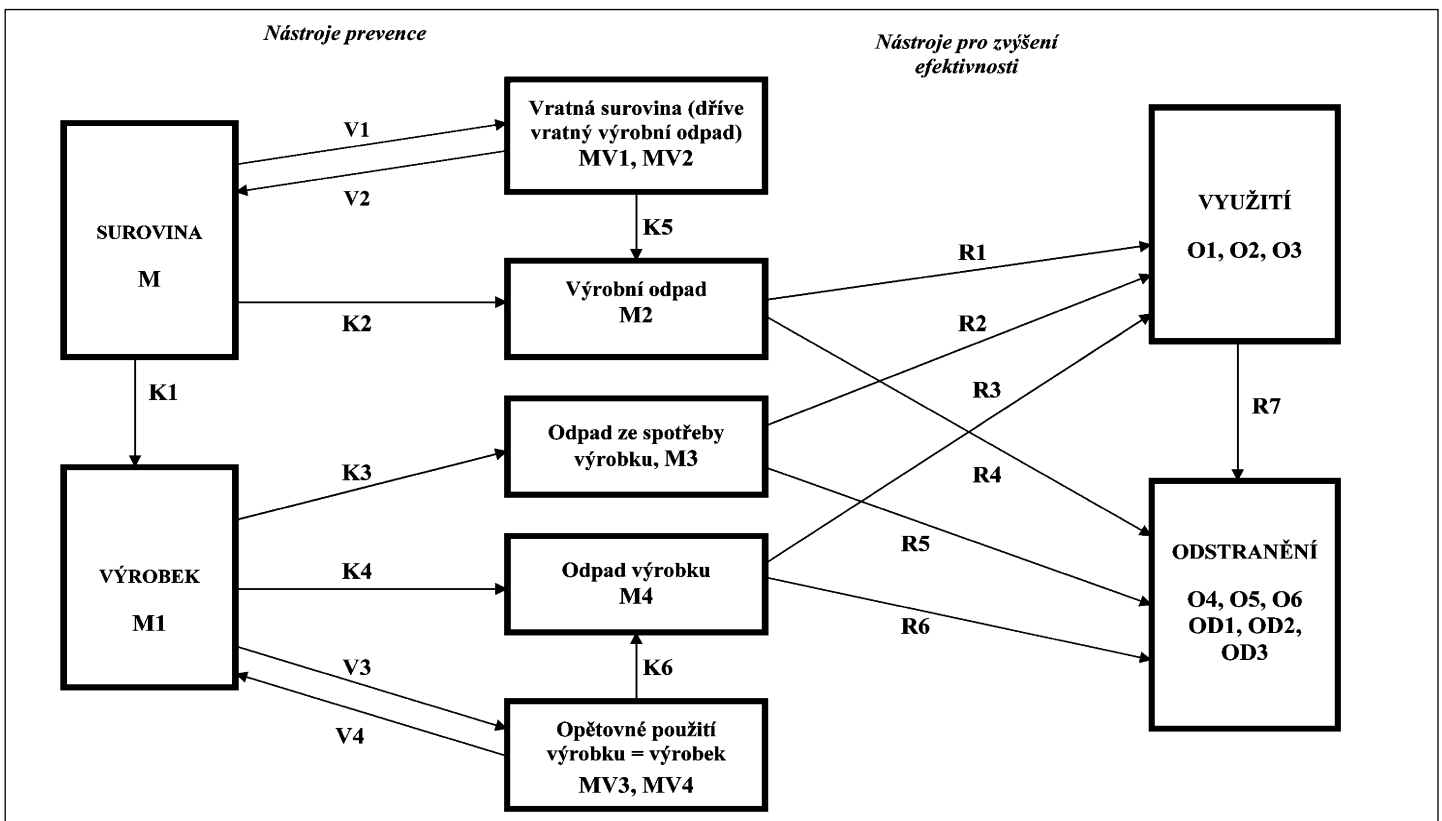 Nástroje prevence
Nástroje pro zvýšení
efektivnosti
SUROVINA
M
V1
V2
Vratná surovina (dříve
vratný výrobní odpad)
MV1, MV2
K5
K2
Výrobní odpad
M2
K1
VÝROBEK
M1
K3
Odpad ze spotřeby
výrobku, M3
K4
Odpad výrobku
M4
K6
V3
V4
Opětovné použití
výrobku = výrobek
MV3, MV4
R1
R2
R3
R4
R5
R6
VYUŽITÍ
O1, O2, O3
R7
ODSTRANĚNÍ
O4, O5, O6
OD1, OD2,
OD3